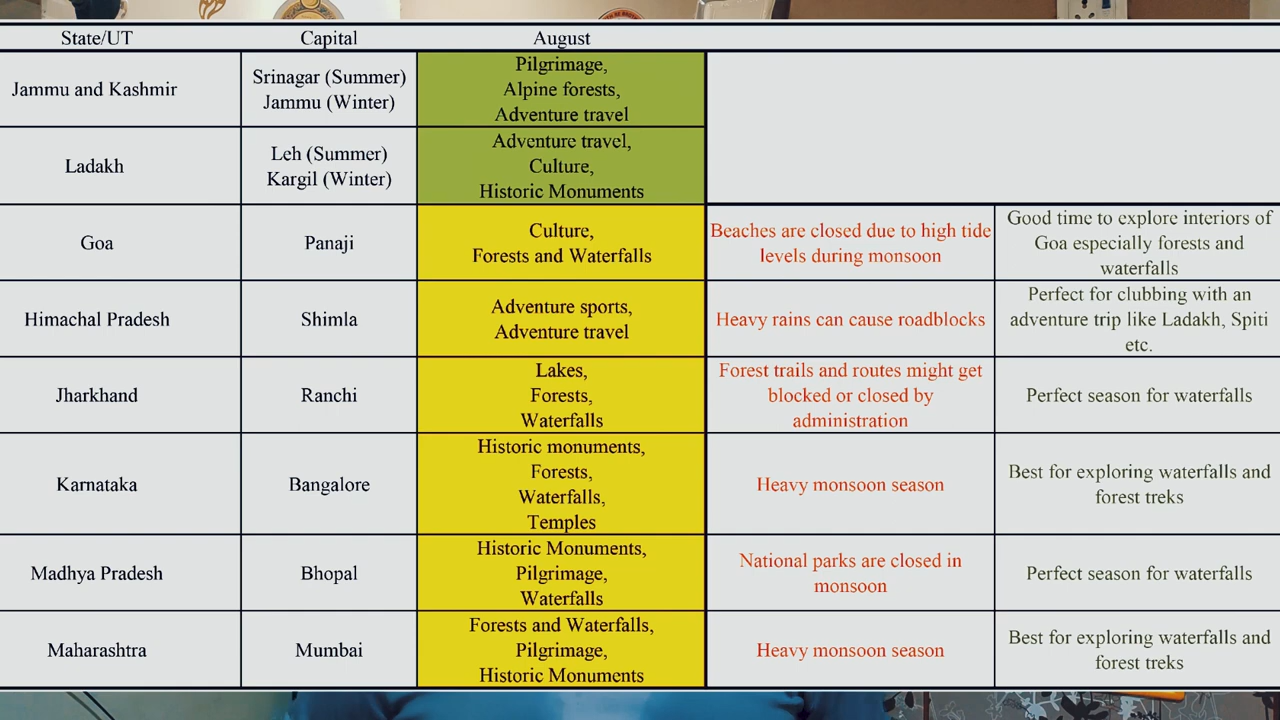 State/UT
Capital
August
Jammu and Kashmir
Srinagar (Summer)
Jammu (Winter)
Pilgrimage,
Alpine forests,
Adventure travel
Ladakh
Leh (Summer)
Kargil (Winter)
Adventure travel,
Culture,
Historic Monuments
Goa
Panaji
Culture,
Forests and Waterfalls
Beaches are closed due to high tide
levels during monsoon
Good time to explore interiors of
Goa especially forests and
waterfalls
Himachal Pradesh
Shimla
Adventure sports,
Adventure travel
Heavy rains can cause roadblocks
Perfect for clubbing with an
adventure trip like Ladakh, Spiti
etc.
Jharkhand
Ranchi
Lakes,
Forests,
Waterfalls
Forest trails and routes might get
blocked or closed by
administration
Perfect season for waterfalls
Karnataka
Bangalore
Historic monuments,
Forests,
Waterfalls,
Temples
Heavy monsoon season
Best for exploring waterfalls and
forest treks
Madhya Pradesh
Bhopal
Historic Monuments,
Pilgrimage,
Waterfalls
National parks are closed in
monsoon
Perfect season for waterfalls
Maharashtra
Mumbai
Forests and Waterfalls,
Pilgrimage,
Historic Monuments
Heavy monsoon season
Best for exploring waterfalls and
forest treks